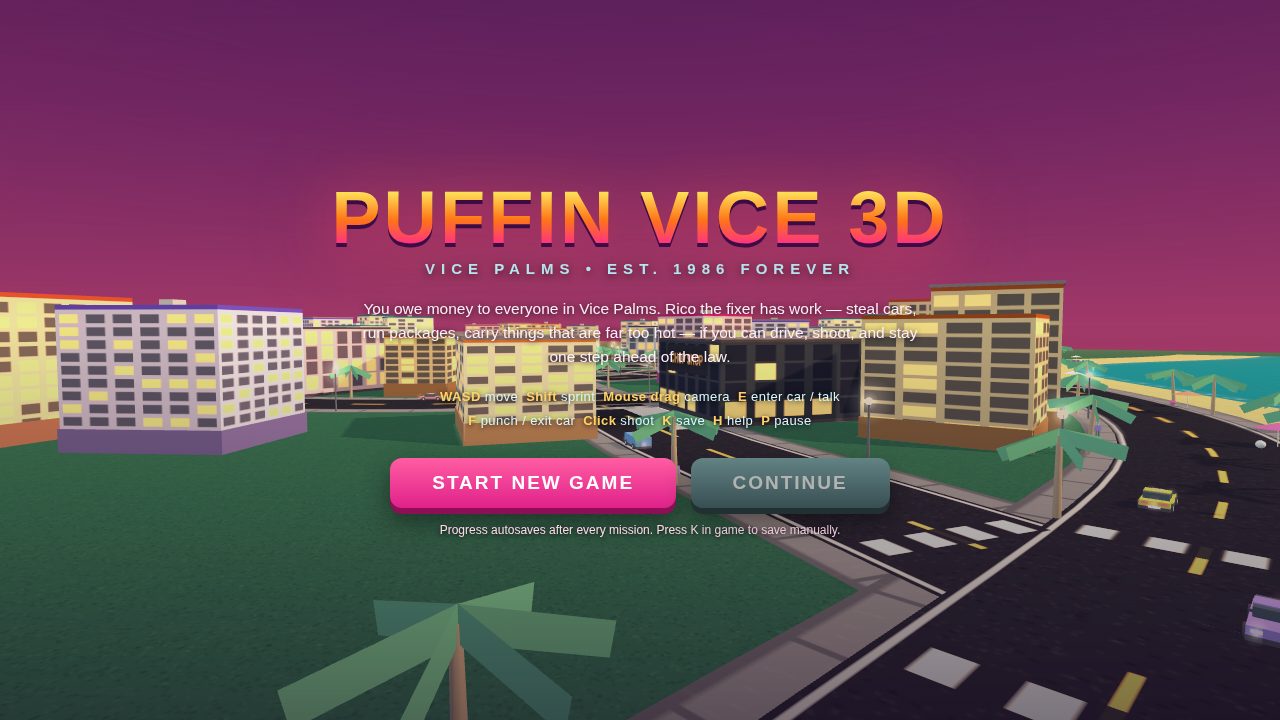 PUFFIN VICE 3D
VICE PALMS • EST. 1986 FOREVER
You owe money to everyone in Vice Palms. Rico the fixer has work — steal cars,
run packages, carry things that are far too hot — if you can drive, shoot, and stay
one step ahead of the law.
WASD move Shift sprint Mouse drag camera E enter car / talk
F punch / exit car Click shoot K save H help P pause
START NEW GAME CONTINUE
Progress autosaves after every mission. Press K in game to save manually.